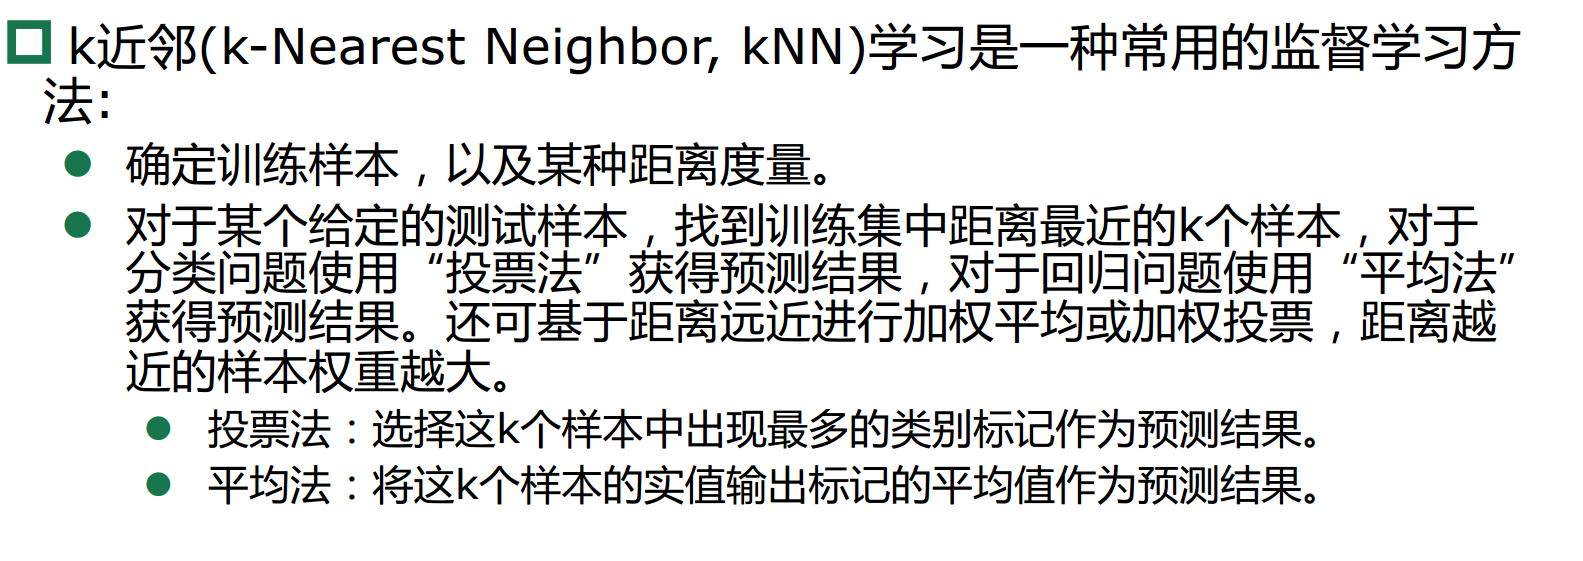 k近邻(k-Nearest Neighbor, kNN)学习是一种常用的监督学习方
法:
确定训练样本，以及某种距离度量。
对于某个给定的测试样本，找到训练集中距离最近的k个样本，对于
分类问题使用“投票法”获得预测结果，对于回归问题使用“平均法”
获得预测结果。还可基于距离远近进行加权平均或加权投票，距离越
近的样本权重越大。
投票法：选择这k个样本中出现最多的类别标记作为预测结果。
平均法：将这k个样本的实值输出标记的平均值作为预测结果。